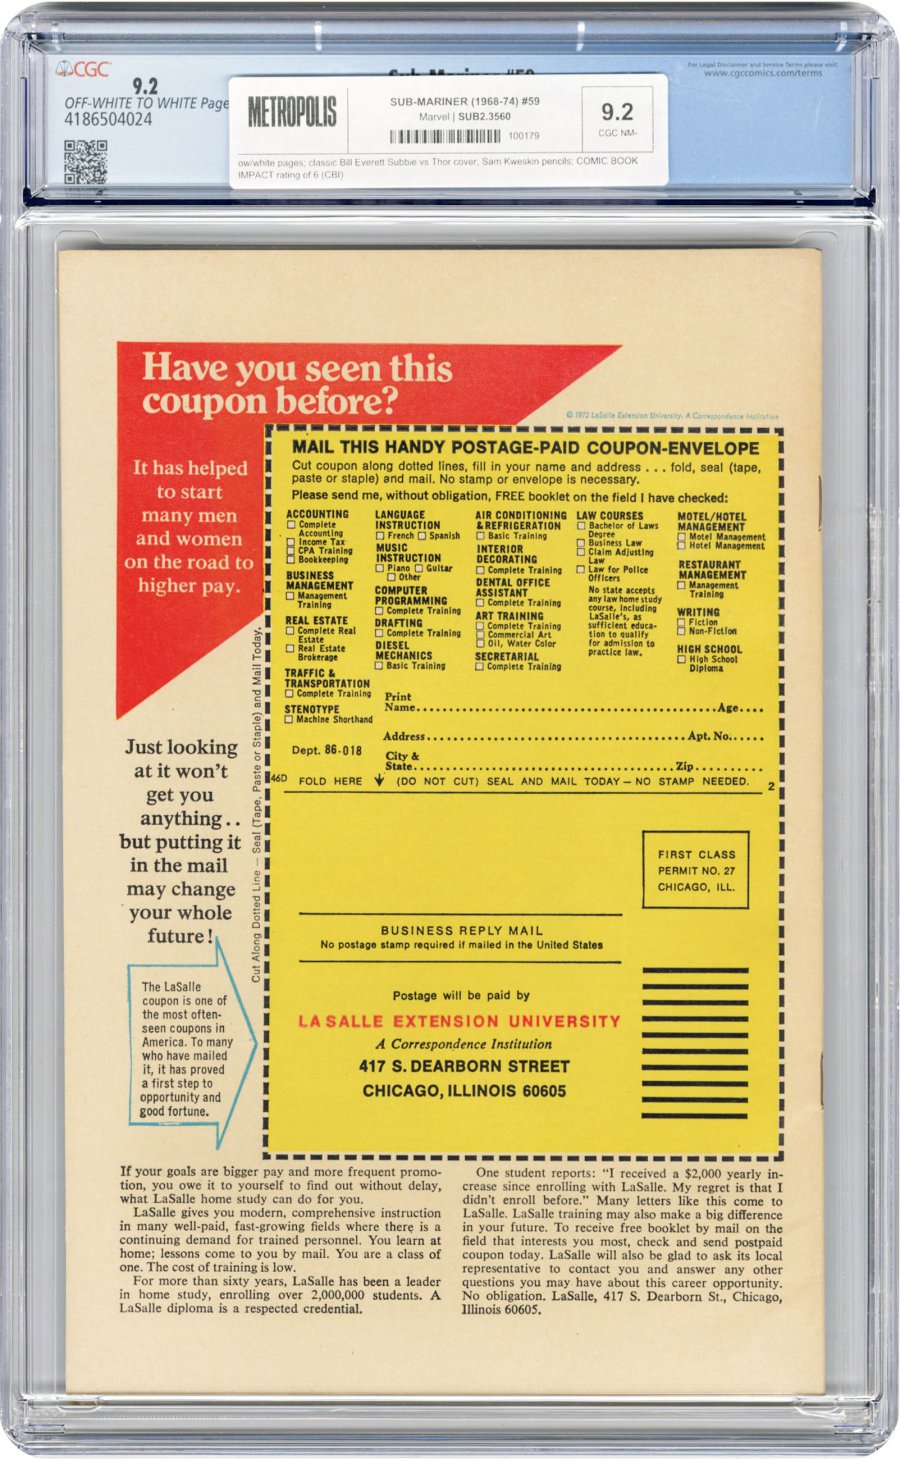 CGC
9.2
OFF-WHITE TO WHITE Page
4186504024
For Legal Disclaimer and Service Terms please visit:
www.cgccomics.com/terms
METROPOLIS
SUB-MARINER (1968-74) #59
Marvel | SUB2.3560
100179
9.2
CGC NM-
ow/white pages; classic Bill Everett Subbie vs Thor cover; Sam Kweskin pencils; COMIC BOOK
IMPACT rating of 6 (CBI)
Have you seen this
coupon before?
© 1972 LaSalle Extension University. A Correspondence Institution
It has helped
to start
many men
and women
on the road to
higher pay.
Just looking
at it won't
get you
anything..
but putting it
in the mail
may change
your whole
future!
The LaSalle
coupon is one of
the most often-
seen coupons in
America. To many
who have mailed
it, it has proved
a first step to
opportunity and
good fortune.
Cut Along Dotted Line — Seal (Tape, Paste or Staple) and Mail Today.
MAIL THIS HANDY POSTAGE-PAID COUPON-ENVELOPE
Cut coupon along dotted lines, fill in your name and address . . . fold, seal (tape,
paste or staple) and mail. No stamp or envelope is necessary.
Please send me, without obligation, FREE booklet on the field I have checked:
ACCOUNTING
Complete
Accounting
Income Tax
CPA Training
Bookkeeping
BUSINESS
MANAGEMENT
Management
Training
REAL ESTATE
Complete Real
Estate
Real Estate
Brokerage
TRAFFIC &
TRANSPORTATION
Complete Training
STENOTYPE
Machine Shorthand
LANGUAGE
INSTRUCTION
French Spanish
MUSIC
INSTRUCTION
Piano Guitar
Other
COMPUTER
PROGRAMMING
Complete Training
DRAFTING
Complete Training
DIESEL
MECHANICS
Basic Training
AIR CONDITIONING
& REFRIGERATION
Basic Training
INTERIOR
DECORATING
Complete Training
DENTAL OFFICE
ASSISTANT
Complete Training
ART TRAINING
Complete Training
Commercial Art
Oil, Water Color
SECRETARIAL
Complete Training
LAW COURSES
Bachelor of Laws
Degree
Business Law
Claim Adjusting
Law
Law for Police
Officers
No state accepts
any law home study
course, including
LaSalle's, as
sufficient educa-
tion to qualify
for admission to
practice law.
MOTEL/HOTEL
MANAGEMENT
Motel Management
Hotel Management
RESTAURANT
MANAGEMENT
Management
Training
WRITING
Fiction
Non-Fiction
HIGH SCHOOL
High School
Diploma
Print
Name Age
Address Apt. No.
Dept. 86-018
City &
State Zip
46D FOLD HERE (DO NOT CUT) SEAL AND MAIL TODAY — NO STAMP NEEDED. 2
FIRST CLASS
PERMIT NO. 27
CHICAGO, ILL.
BUSINESS REPLY MAIL
No postage stamp required if mailed in the United States
Postage will be paid by
LA SALLE EXTENSION UNIVERSITY
A Correspondence Institution
417 S. DEARBORN STREET
CHICAGO, ILLINOIS 60605
If your goals are bigger pay and more frequent promo-
tion, you owe it to yourself to find out without delay,
what LaSalle home study can do for you.
LaSalle gives you modern, comprehensive instruction
in many well-paid, fast-growing fields where there is a
continuing demand for trained personnel. You learn at
home; lessons come to you by mail. You are a class of
one. The cost of training is low.
For more than sixty years, LaSalle has been a leader
in home study, enrolling over 2,000,000 students. A
LaSalle diploma is a respected credential.
One student reports: "I received a $2,000 yearly in-
crease since enrolling with LaSalle. My regret is that I
didn't enroll before." Many letters like this come to
LaSalle. LaSalle training may also make a big difference
in your future. To receive free booklet by mail on the
field that interests you most, check and send postpaid
coupon today. LaSalle will also be glad to ask its local
representative to contact you and answer any other
questions you may have about this career opportunity.
No obligation. LaSalle, 417 S. Dearborn St., Chicago,
Illinois 60605.